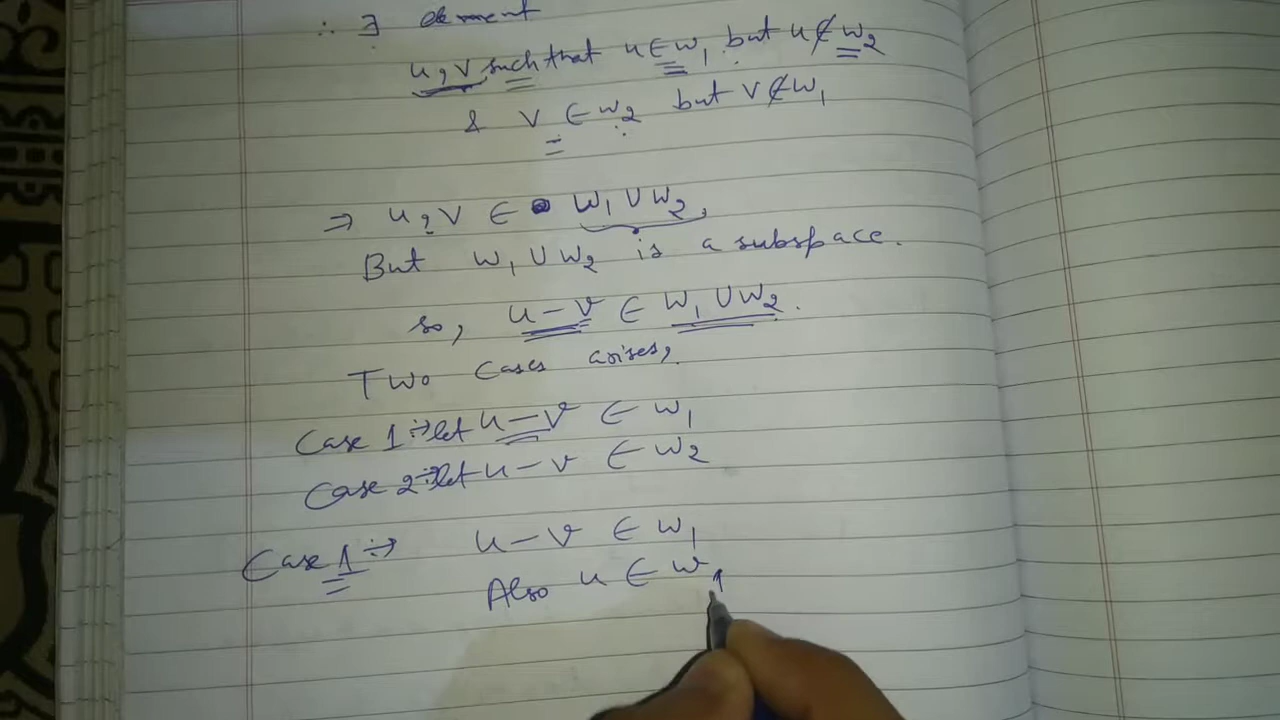 ∴ ∃ element
u, v such that u ∈ W₁ but u ∉ W₂
& v ∈ W₂ but v ∉ W₁
⇒ u, v ∈ W₁ ∪ W₂,
But W₁ ∪ W₂ is a subspace.
so, u – v ∈ W₁ ∪ W₂.
Two cases arises,
Case 1:→ let u – v ∈ W₁
Case 2:→ let u – v ∈ W₂
Case 1:→ u – v ∈ W₁
Also u ∈ W₁